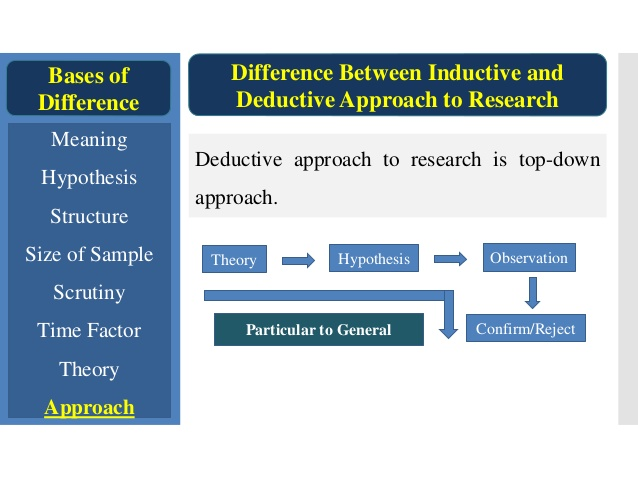 Bases of
Difference
Meaning
Hypothesis
Structure
Size of Sample
Scrutiny
Time Factor
Theory
Approach
Difference Between Inductive and
Deductive Approach to Research
Deductive approach to research is top-down
approach.
Theory
Hypothesis
Observation
Particular to General
Confirm/Reject